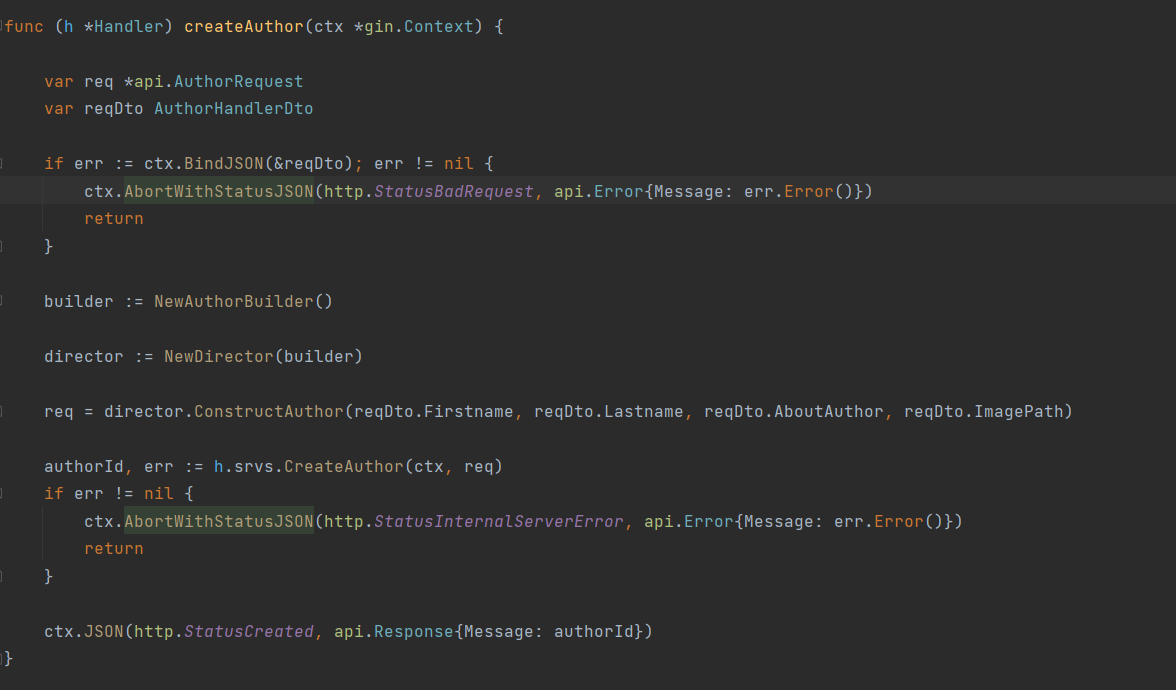 func (h *Handler) createAuthor(ctx *gin.Context) {
var req *api.AuthorRequest
var reqDto AuthorHandlerDto
if err := ctx.BindJSON(&reqDto); err != nil {
ctx.AbortWithStatusJSON(http.StatusBadRequest, api.Error{Message: err.Error()})
return
}
builder := NewAuthorBuilder()
director := NewDirector(builder)
req = director.ConstructAuthor(reqDto.Firstname, reqDto.Lastname, reqDto.AboutAuthor, reqDto.ImagePath)
authorId, err := h.srvs.CreateAuthor(ctx, req)
if err != nil {
ctx.AbortWithStatusJSON(http.StatusInternalServerError, api.Error{Message: err.Error()})
return
}
ctx.JSON(http.StatusCreated, api.Response{Message: authorId})
}